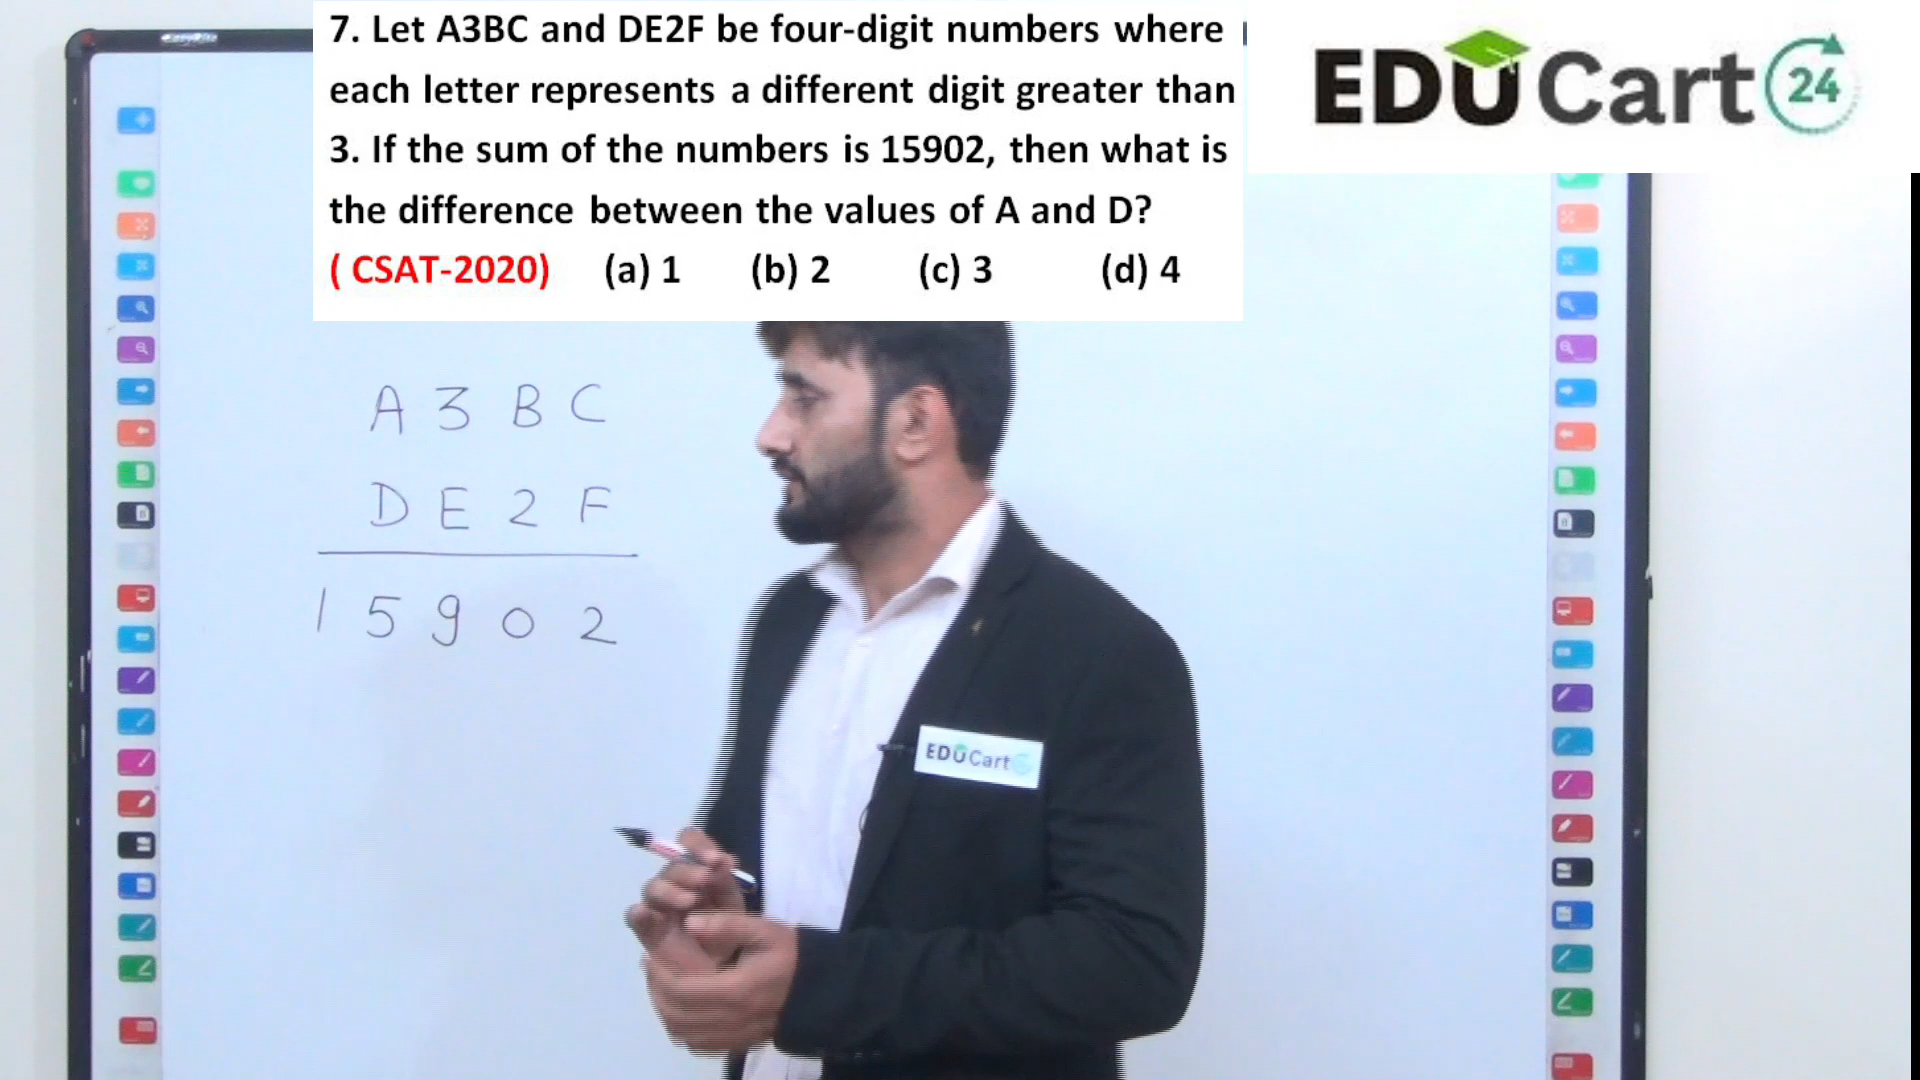 7. Let A3BC and DE2F be four-digit numbers where
each letter represents a different digit greater than
3. If the sum of the numbers is 15902, then what is
the difference between the values of A and D?
( CSAT-2020) (a) 1 (b) 2 (c) 3 (d) 4
EDUCart 24
A 3 B C
D E 2 F
1 5 9 0 2
EDUCart